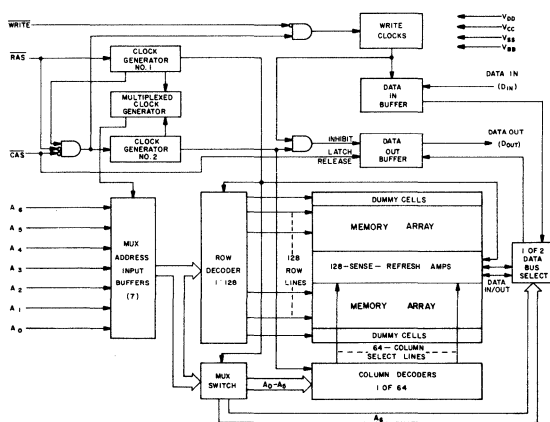 WRITE
WRITE CLOCKS
VDD
VCC
VSS
VBB
RAS
CLOCK GENERATOR NO. 1
MULTIPLEXED CLOCK GENERATOR
DATA IN BUFFER
DATA IN (DIN)
CAS
CLOCK GENERATOR NO. 2
INHIBIT
LATCH RELEASE
DATA OUT BUFFER
DATA OUT (DOUT)
A6
A5
A4
A3
A2
A1
A0
MUX ADDRESS INPUT BUFFERS (7)
ROW DECODER
128
128 ROW LINES
DUMMY CELLS
MEMORY ARRAY
128-SENSE-REFRESH AMPS
MEMORY ARRAY
DUMMY CELLS
DATA IN/OUT
1 OF 2 DATA BUS SELECT
64-COLUMN SELECT LINES
MUX SWITCH
A0-A5
COLUMN DECODERS
1 OF 64
A6